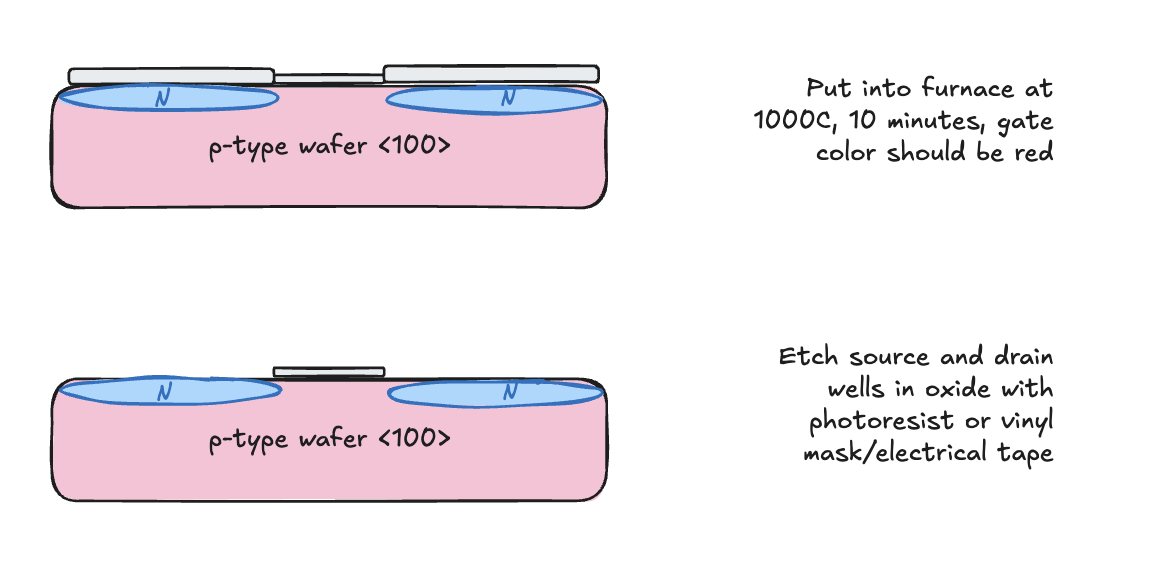 N
N
p-type wafer <100>
Put into furnace at
1000C, 10 minutes, gate
color should be red
N
N
p-type wafer <100>
Etch source and drain
wells in oxide with
photoresist or vinyl
mask/electrical tape